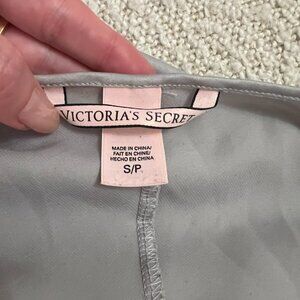 VICTORIA'S SECRET
MADE IN CHINA/
FAIT EN CHINE/
HECHO EN CHINA
S/P